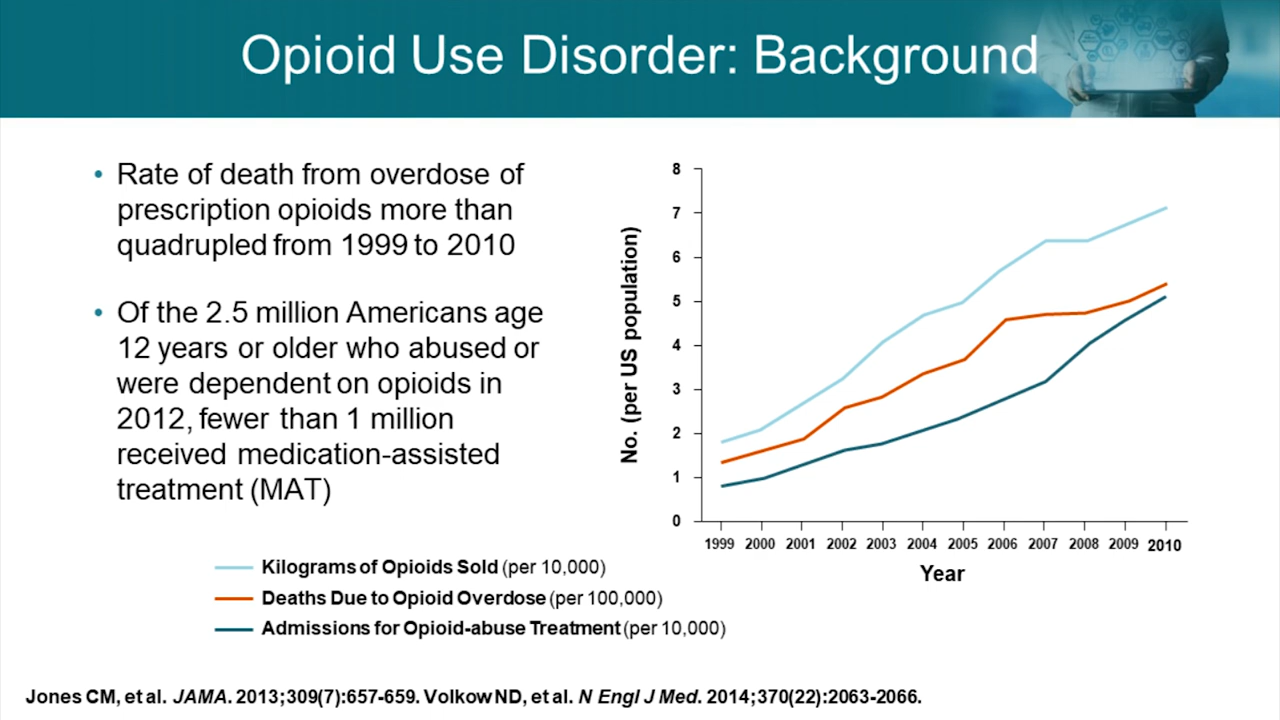 Opioid Use Disorder: Background
• Rate of death from overdose of
prescription opioids more than
quadrupled from 1999 to 2010
• Of the 2.5 million Americans age
12 years or older who abused or
were dependent on opioids in
2012, fewer than 1 million
received medication-assisted
treatment (MAT)
No. (per US population)
8
7
6
5
4
3
2
1
0
1999 2000 2001 2002 2003 2004 2005 2006 2007 2008 2009 2010
Year
Kilograms of Opioids Sold (per 10,000)
Deaths Due to Opioid Overdose (per 100,000)
Admissions for Opioid-abuse Treatment (per 10,000)
Jones CM, et al. JAMA. 2013;309(7):657-659. Volkow ND, et al. N Engl J Med. 2014;370(22):2063-2066.